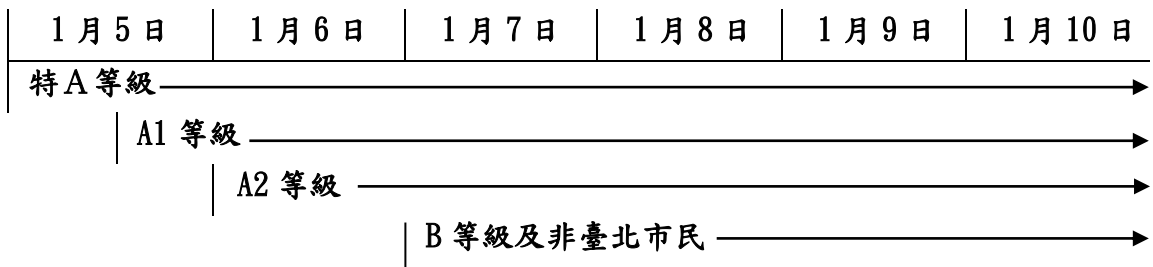 1 月 5 日 1 月 6 日 1 月 7 日 1 月 8 日 1 月 9 日 1 月 10 日
特A等級
A1 等級
A2 等級
B 等級及非臺北市民